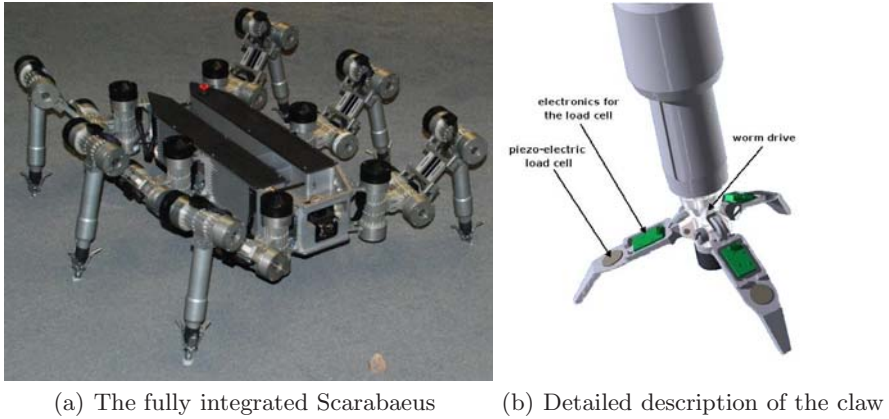 electronics for
the load cell
piezo-electric
load cell
worm drive
(a) The fully integrated Scarabaeus
(b) Detailed description of the claw